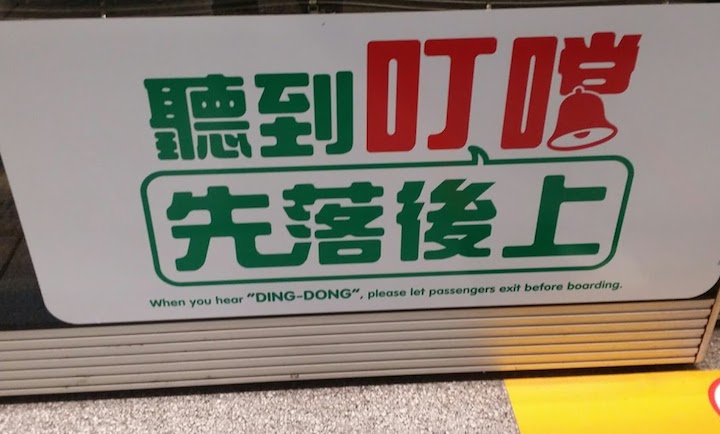 聽到叮噹
先落後上
When you hear "DING-DONG", please let passengers exit before boarding.